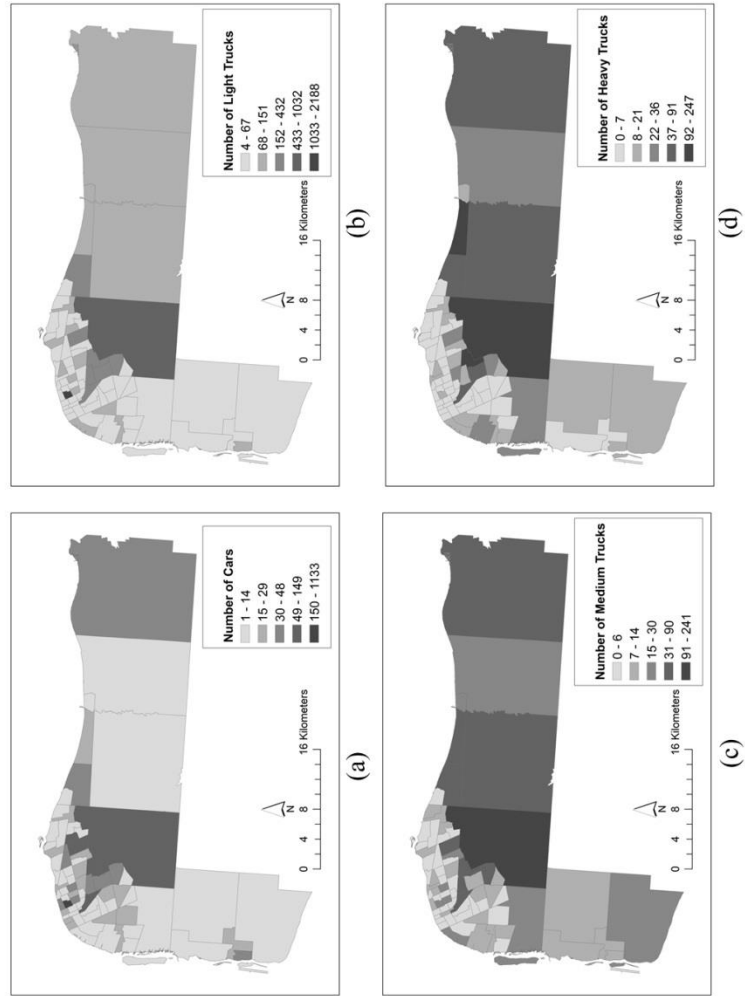 Number of Cars
1 - 14
15 - 29
30 - 48
49 - 149
150 - 1133
0 4 8 16 Kilometers
N
(a)
Number of Light Trucks
4 - 67
68 - 151
152 - 432
433 - 1032
1033 - 2188
0 4 8 16 Kilometers
N
(b)
Number of Medium Trucks
0 - 6
7 - 14
15 - 30
31 - 90
91 - 241
0 4 8 16 Kilometers
N
(c)
Number of Heavy Trucks
0 - 7
8 - 21
22 - 36
37 - 91
92 - 247
0 4 8 16 Kilometers
N
(d)